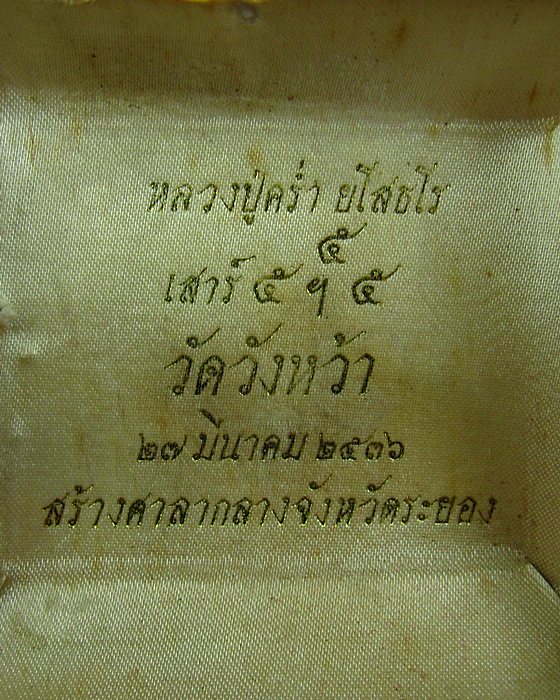 หลวงปู่คร่ำ ยโสธโร
เสาร์ ๕ ฯ๕ ๕
วัดวังหว้า
๒๗ มีนาคม ๒๕๓๖
สร้างศาลากลางจังหวัดระยอง